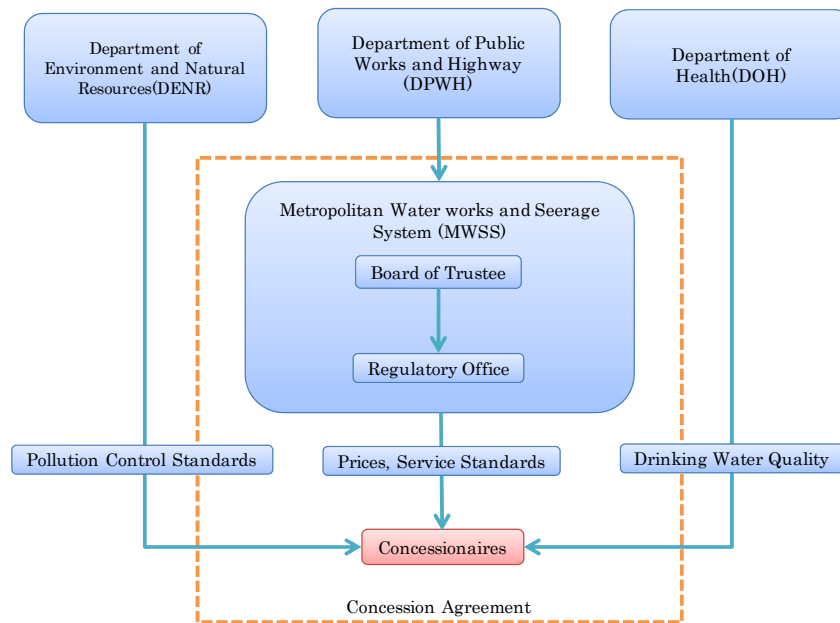 Department of
Environment and Natural
Resources(DENR)
Department of Public
Works and Highway
(DPWH)
Department of
Health(DOH)
Metropolitan Water works and Seerage
System (MWSS)
Board of Trustee
Regulatory Office
Pollution Control Standards
Prices, Service Standards
Drinking Water Quality
Concessionaires
Concession Agreement